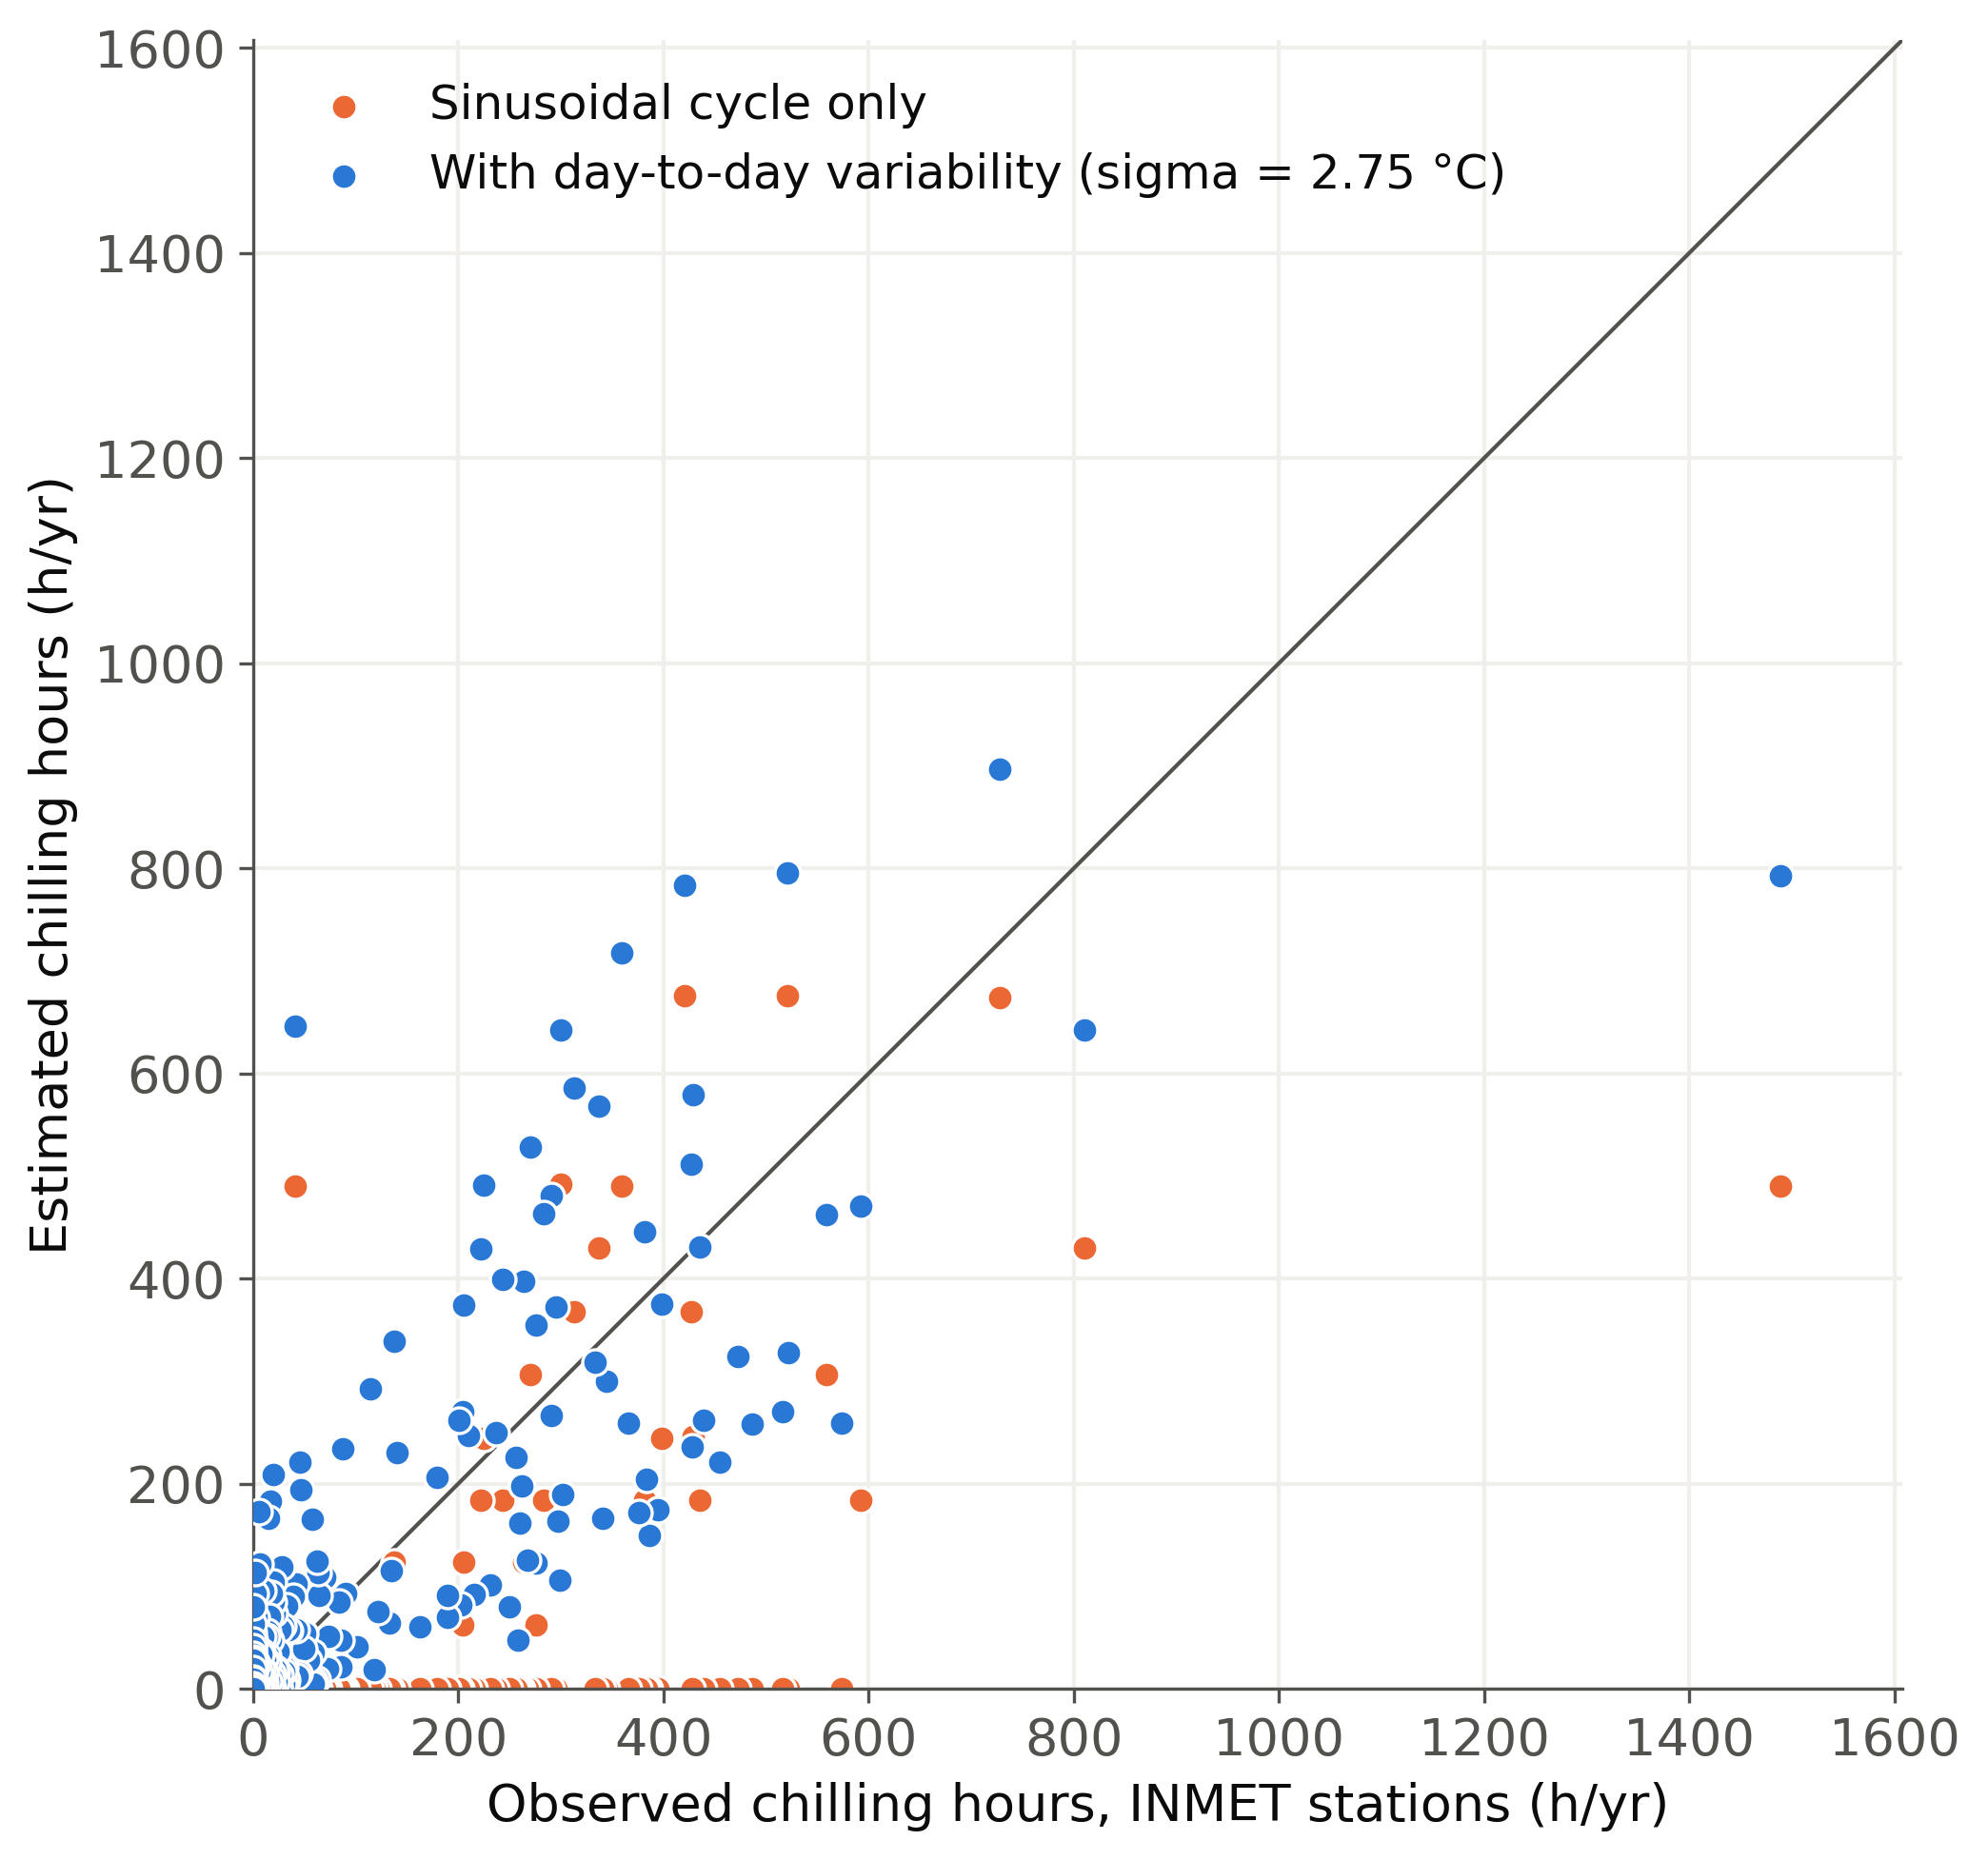 1600
1400
1200
1000
800
600
400
200
0
Estimated chilling hours (h/yr)
Sinusoidal cycle only
With day-to-day variability (sigma = 2.75 °C)
0 200 400 600 800 1000 1200 1400 1600
Observed chilling hours, INMET stations (h/yr)